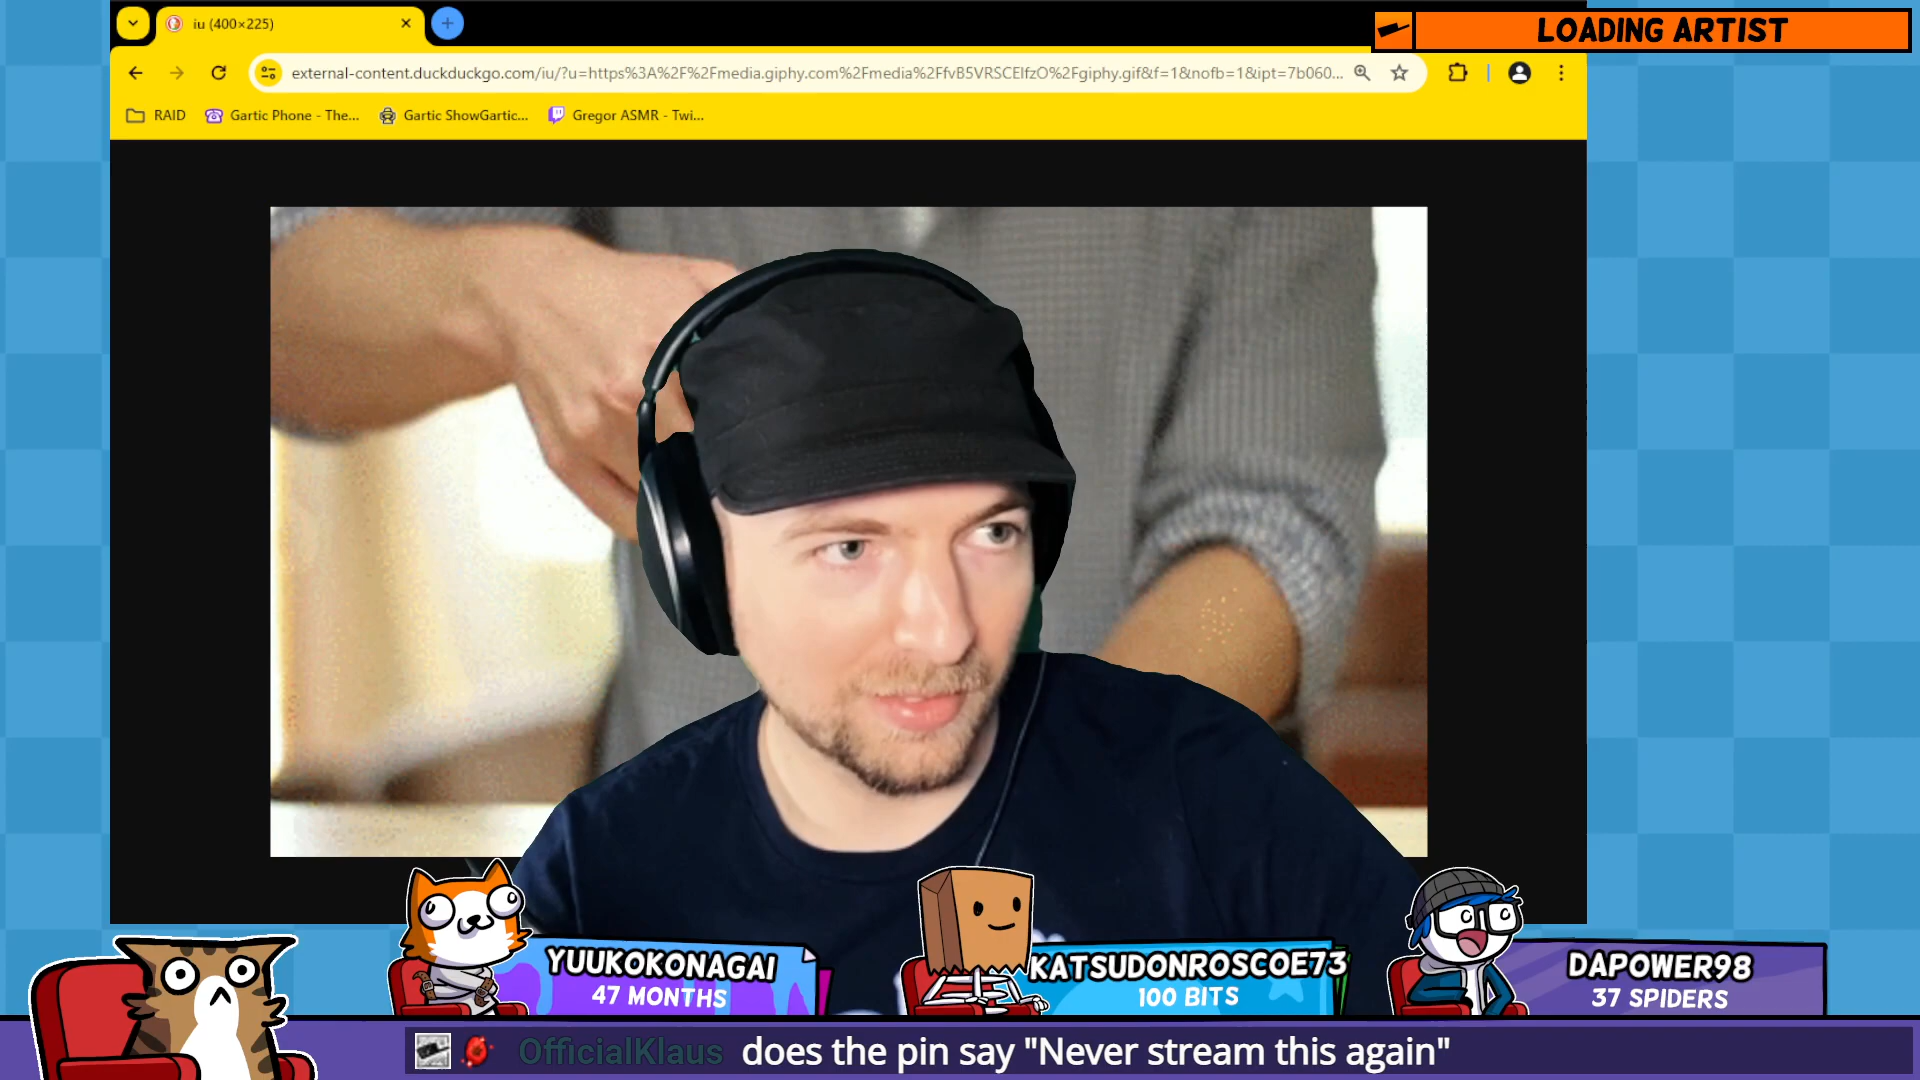 iu (400×225)
LOADING ARTIST
external-content.duckduckgo.com/iu/?u=https%3A%2F%2Fmedia.giphy.com%2Fmedia%2FfvB5VRSCEIfzO%2Fgiphy.gif&f=1&nofb=1&ipt=7b060...
RAID
Gartic Phone - The...
Gartic ShowGartic...
Gregor ASMR - Twi...
YUUKOKONAGAI
47 MONTHS
KATSUDONROSCOE73
100 BITS
DAPOWER98
37 SPIDERS
OfficialKlaus does the pin say "Never stream this again"